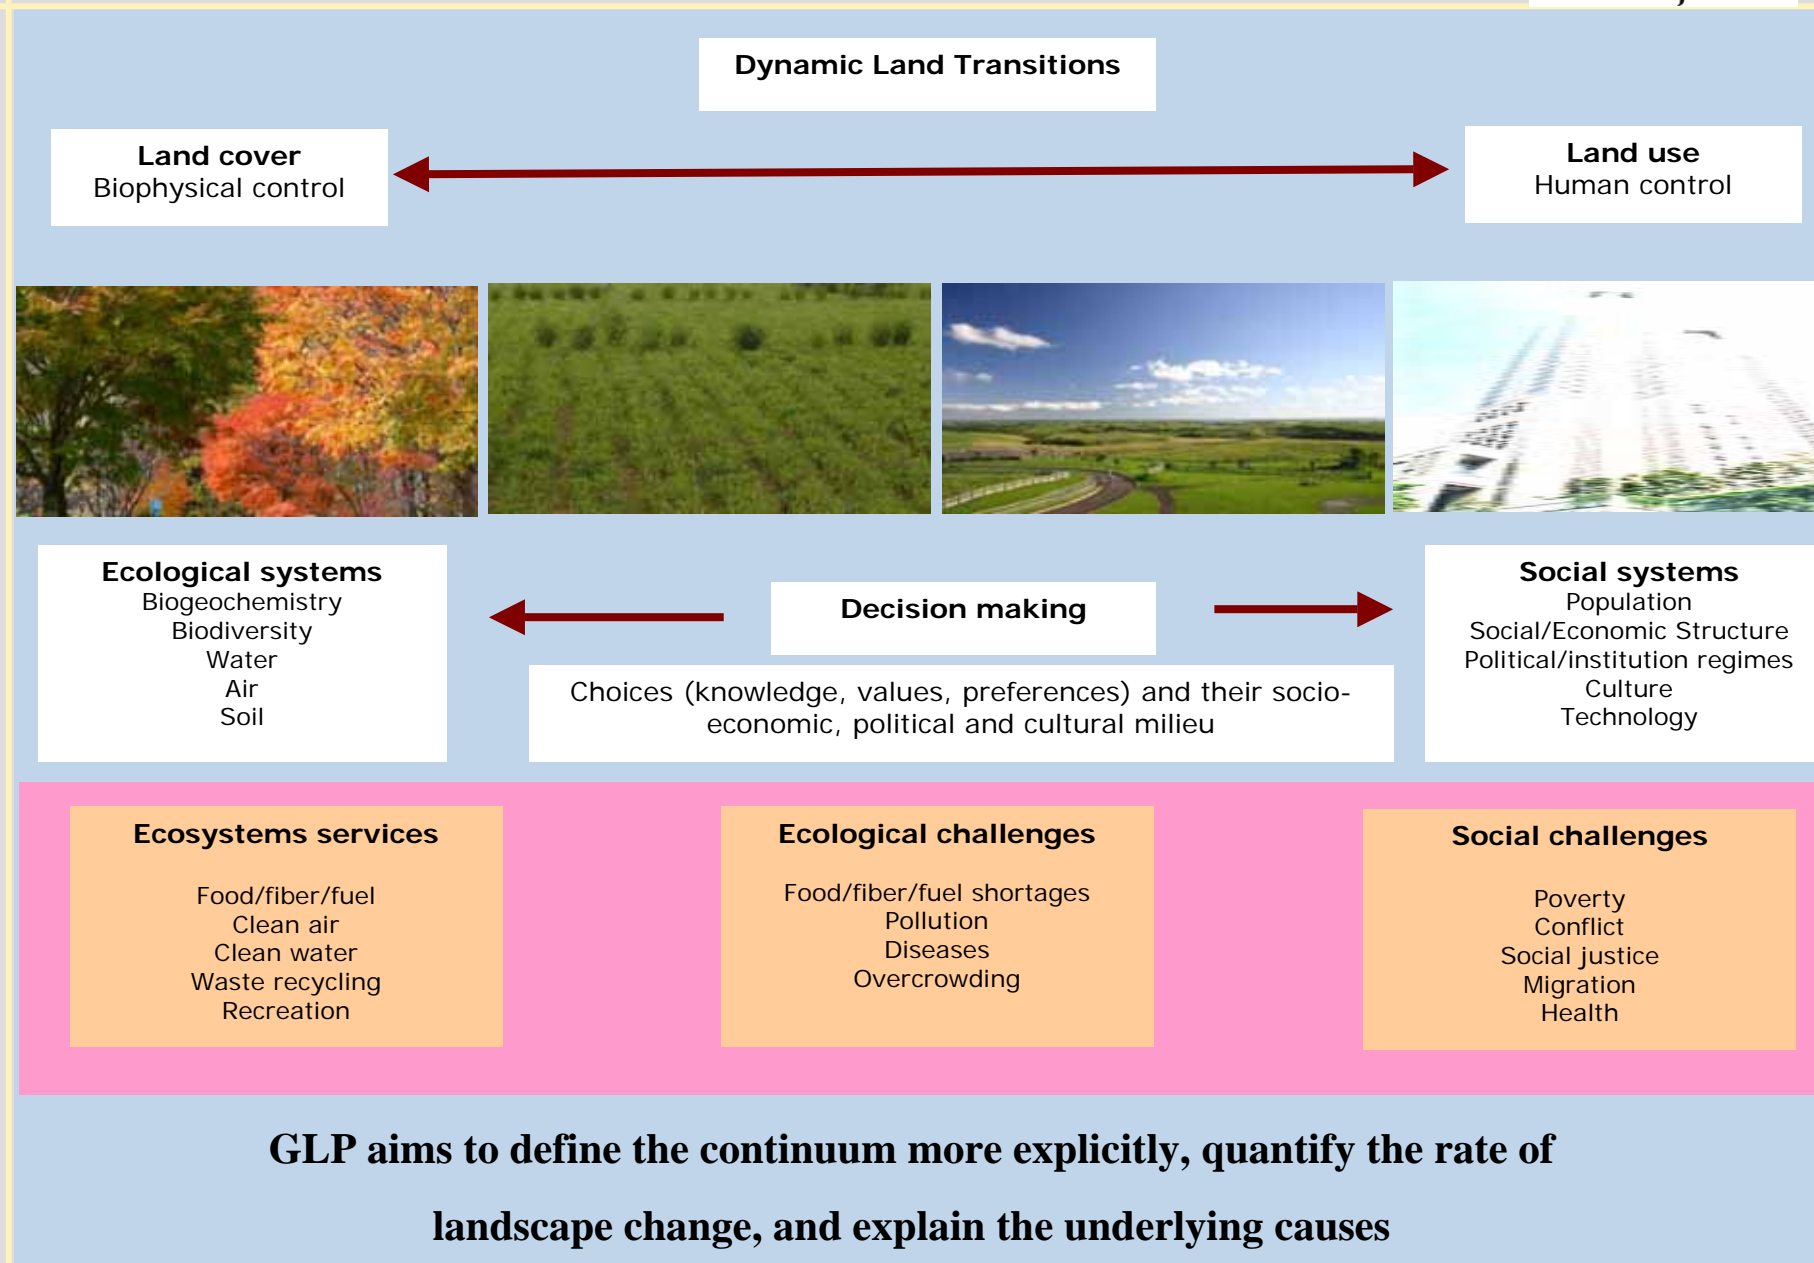 Dynamic Land Transitions
Land cover
Biophysical control
Land use
Human control
Ecological systems
Biogeochemistry
Biodiversity
Water
Air
Soil
Decision making
Choices (knowledge, values, preferences) and their socio-
economic, political and cultural milieu
Social systems
Population
Social/Economic Structure
Political/institution regimes
Culture
Technology
Ecosystems services
Food/fiber/fuel
Clean air
Clean water
Waste recycling
Recreation
Ecological challenges
Food/fiber/fuel shortages
Pollution
Diseases
Overcrowding
Social challenges
Poverty
Conflict
Social justice
Migration
Health
GLP aims to define the continuum more explicitly, quantify the rate of
landscape change, and explain the underlying causes